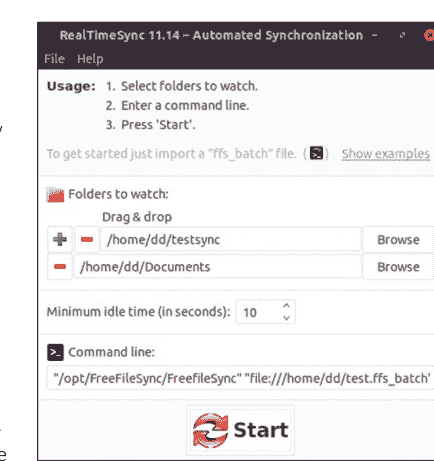 RealTimeSync 11.14 – Automated Synchronization
File Help
Usage: 1. Select folders to watch.
2. Enter a command line.
3. Press 'Start'.
To get started just import a "ffs_batch" file. ( ) Show examples
Folders to watch:
Drag & drop
/home/dd/testsync Browse
/home/dd/Documents Browse
Minimum idle time (in seconds): 10
Command line:
"/opt/FreeFileSync/FreefileSync" "file:///home/dd/test.ffs_batch'
Start
e